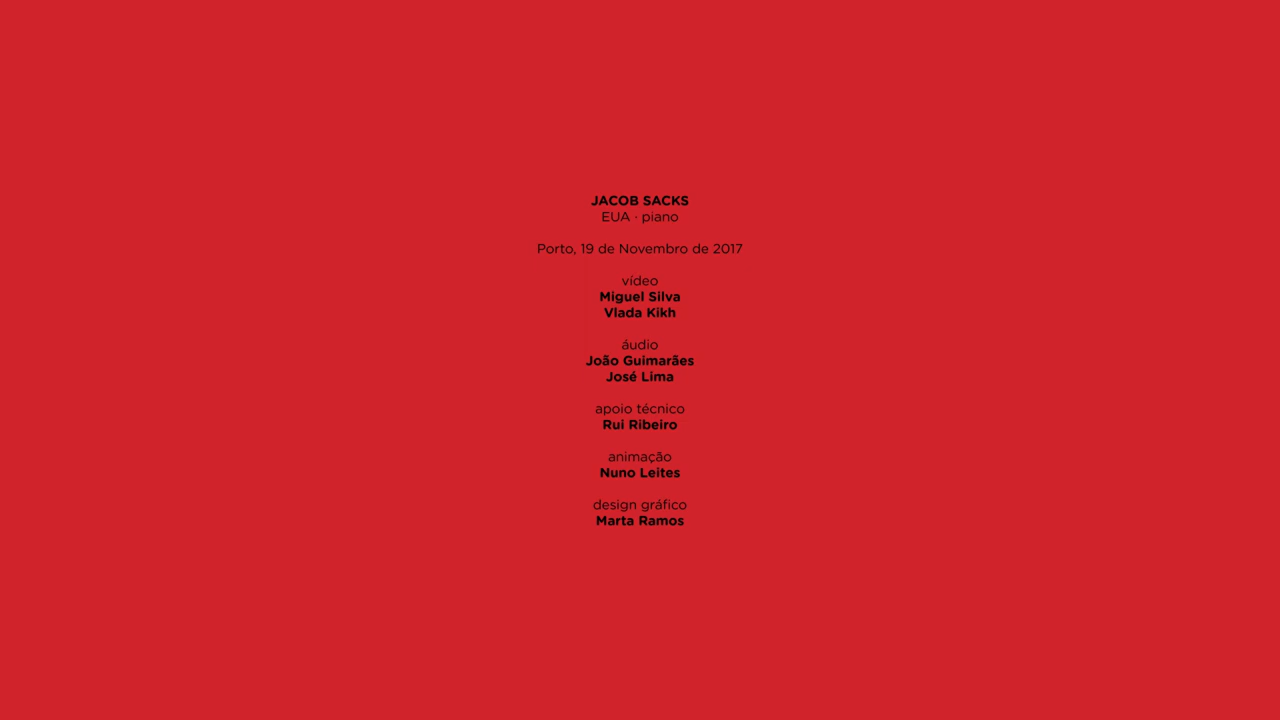 JACOB SACKS
EUA · piano
Porto, 19 de Novembro de 2017
vídeo
Miguel Silva
Vlada Kikh
áudio
João Guimarães
José Lima
apoio técnico
Rui Ribeiro
animação
Nuno Leites
design gráfico
Marta Ramos